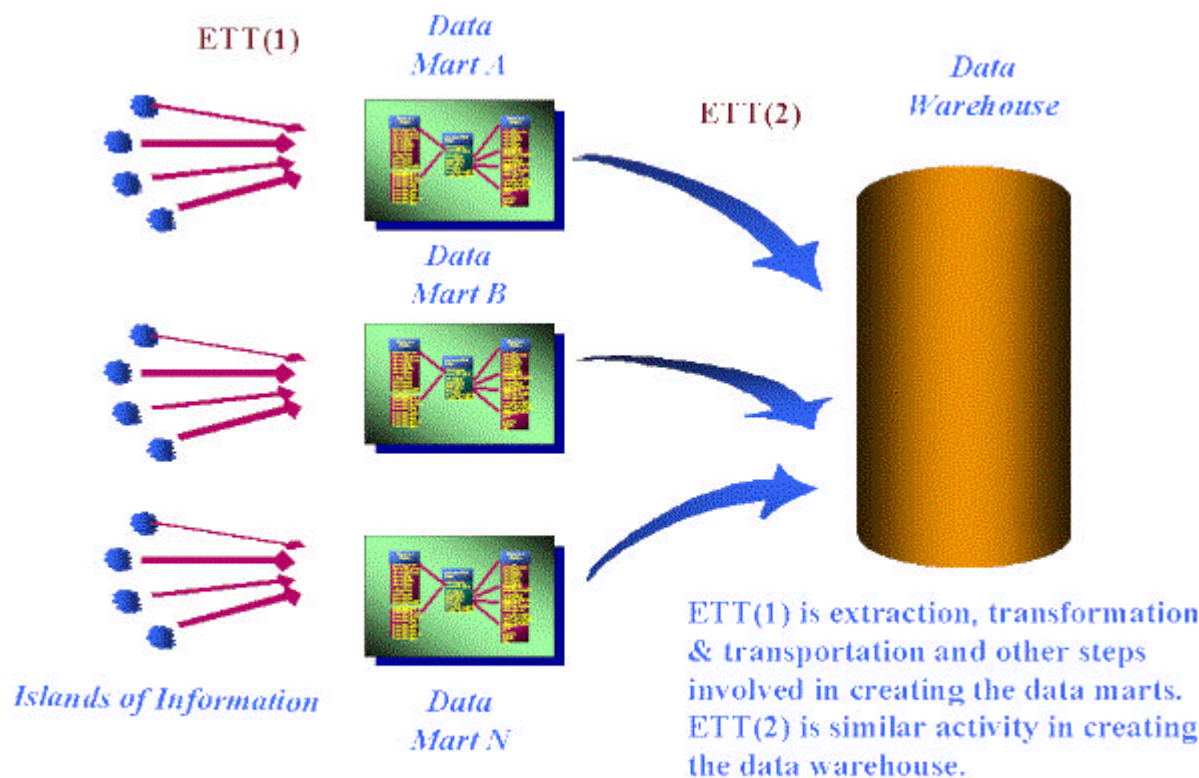 ETT(1)
Data
Mart A
ETT(2)
Data
Warehouse
Data
Mart B
Islands of Information
Data
Mart N
ETT(1) is extraction, transformation
& transportation and other steps
involved in creating the data marts.
ETT(2) is similar activity in creating
the data warehouse.